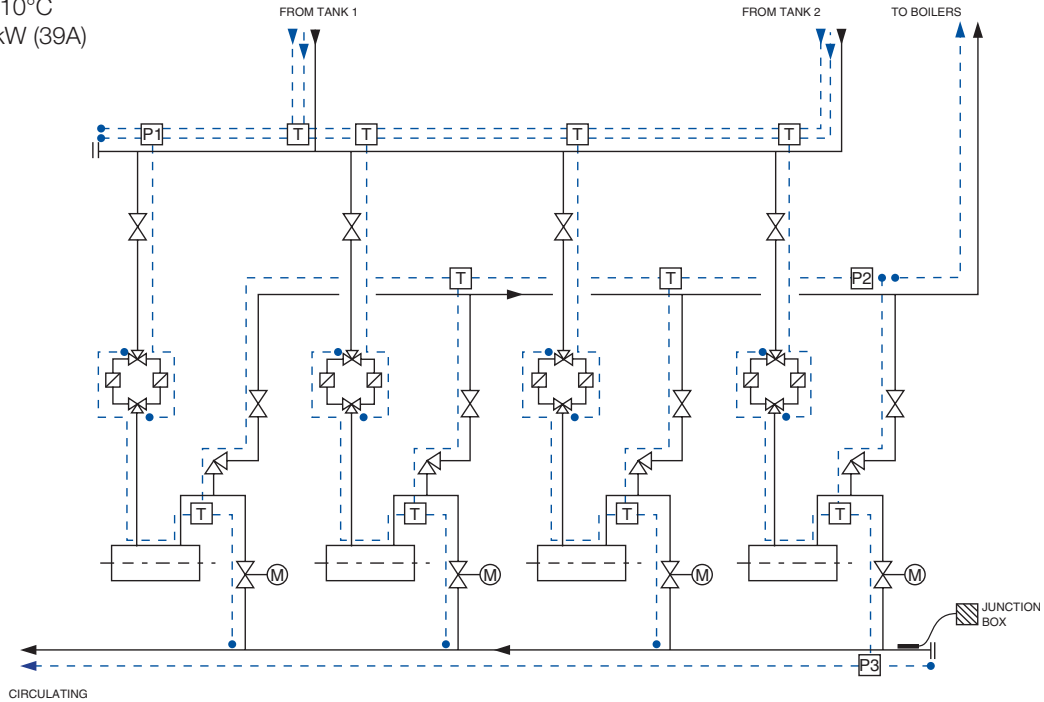 10°C
kW (39A)
FROM TANK 1
FROM TANK 2
TO BOILERS
P1
T
T
T
T
T
T
P2
T
T
T
T
M
M
M
M
JUNCTION
BOX
P3
CIRCULATING